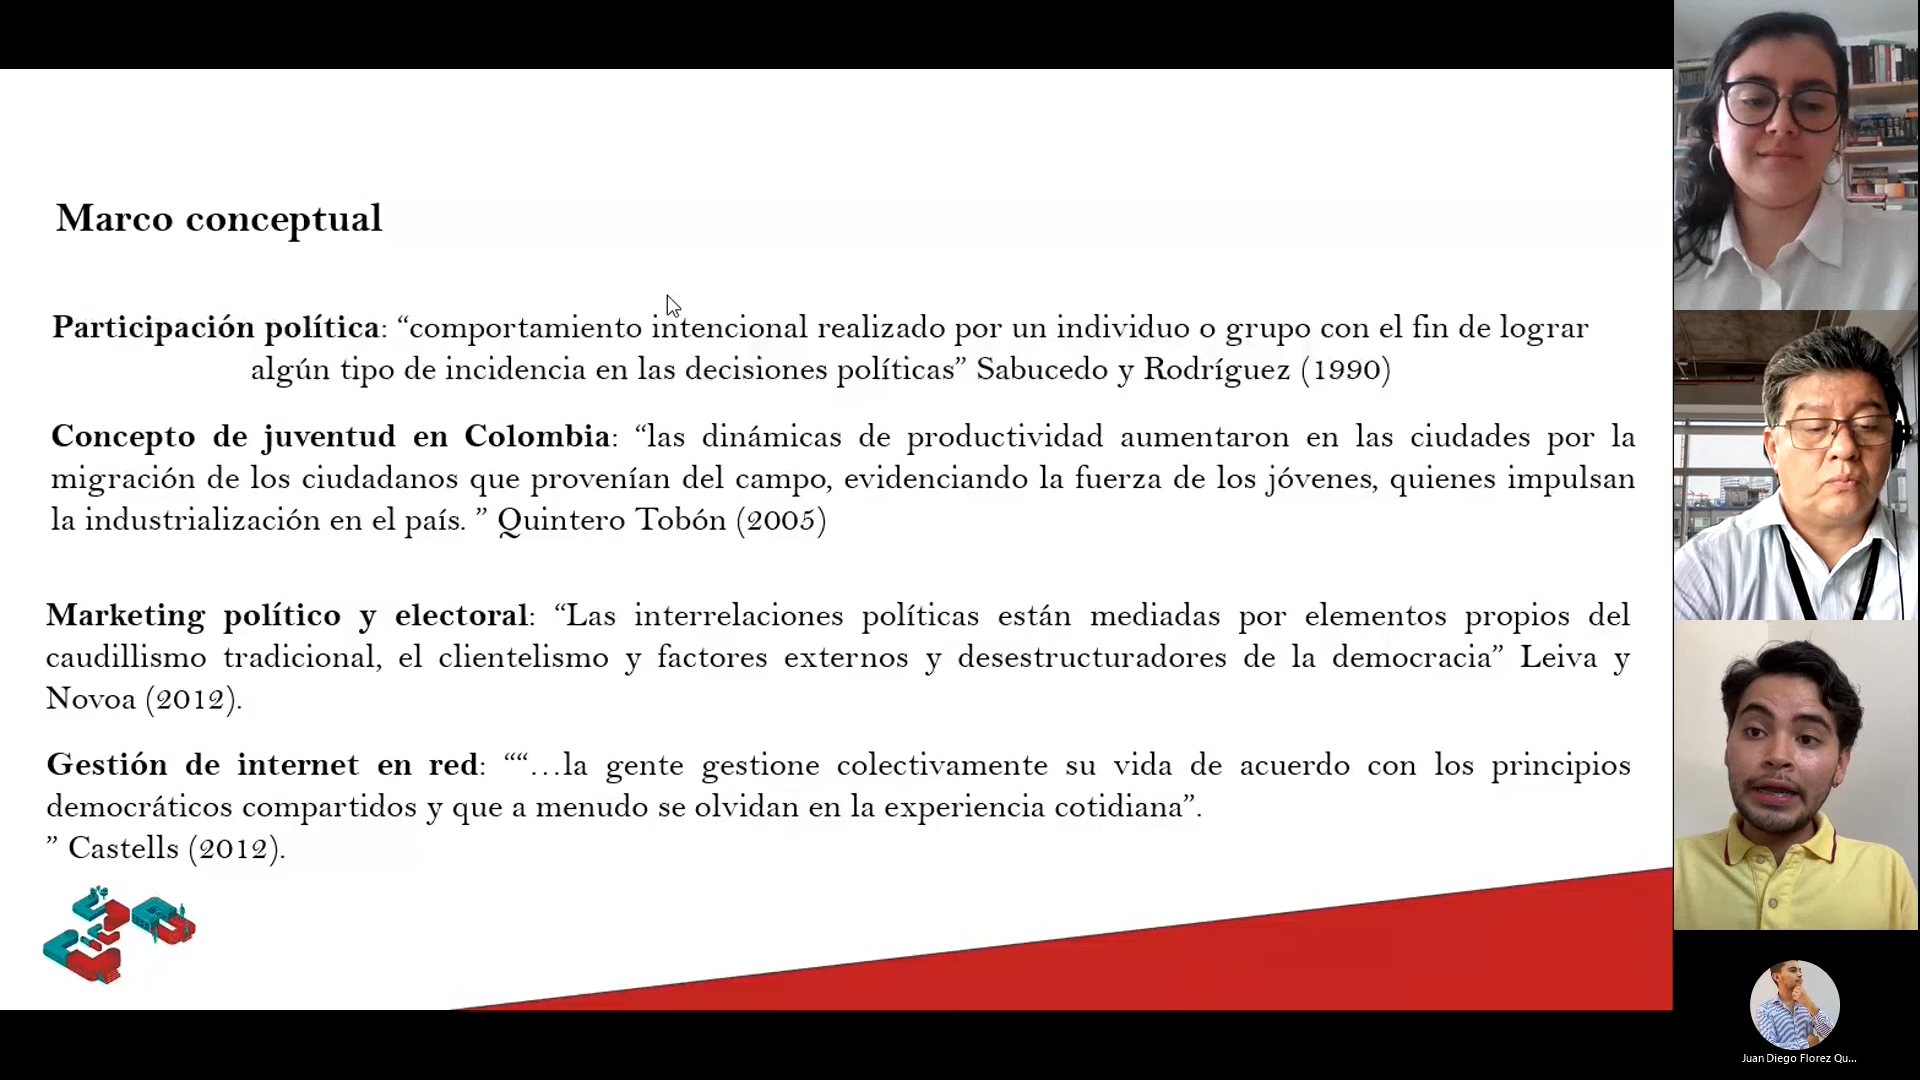 Marco conceptual
Participación política: “comportamiento intencional realizado por un individuo o grupo con el fin de lograr
algún tipo de incidencia en las decisiones políticas” Sabucedo y Rodríguez (1990)
Concepto de juventud en Colombia: “las dinámicas de productividad aumentaron en las ciudades por la
migración de los ciudadanos que provenían del campo, evidenciando la fuerza de los jóvenes, quienes impulsan
la industrialización en el país. ” Quintero Tobón (2005)
Marketing político y electoral: “Las interrelaciones políticas están mediadas por elementos propios del
caudillismo tradicional, el clientelismo y factores externos y desestructuradores de la democracia” Leiva y
Novoa (2012).
Gestión de internet en red: ““…la gente gestione colectivamente su vida de acuerdo con los principios
democráticos compartidos y que a menudo se olvidan en la experiencia cotidiana”.
” Castells (2012).
Juan Diego Florez Qu...